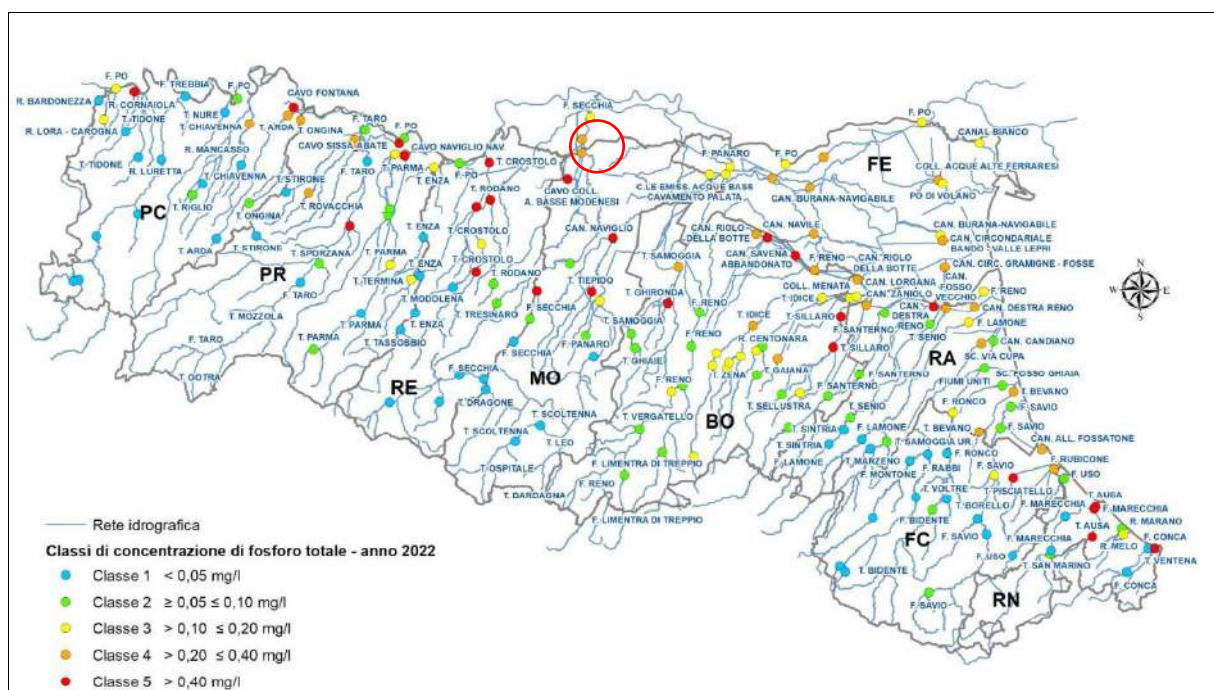 F. PO
F. TREBBIA
F. PO
CAVO FONTANA
F. SECCHIA
F. PO
R. BARDONEZZA
R. CORNAIOLA
T. TIDONE
T. NURE
T. CHIAVENNA
T. ARDA
T. ONGINA
F. TARO
F. PO
CANAL BIANCO
R. LORA - CAROGNA
R. MANCASSO
CAVO SISSA ABATE
CAVO NAVIGLIO NAV.
T. CROSTOLO
F. PANARO
F. PO
FE
COLL. ACQUE ALTE FERRARESI
T. TIDONE
R. LURETTA
T. CHIAVENNA
T. STIRONE
F. TARO
T. PARMA
T. ENZA
F. PO
T. RODANO
CAVO COLL.
A. BASSE MODENESI
C.LE EMISS. ACQUE BASS
CAVAMENTO PALATA
CAN. BURANA-NAVIGABILE
PO DI VOLANO
PC
T. RIGLIO
T. ONGINA
T. ROVACCHIA
T. CROSTOLO
CAN. NAVIGLIO
CAN. RIOLO
DELLA BOTTE
CAN. NAVILE
CAN. BURANA-NAVIGABILE
CAN. CIRCONDARIALE
BANDO - VALLE LEPRI
T. ARDA
T. STIRONE
T. ENZA
T. SPORZANA
T. PARMA
T. ENZA
T. CROSTOLO
T. SAMOGGIA
CAN. SAVENA
ABBANDONATO
F. RENO
CAN. RIOLO
DELLA BOTTE
CAN. CIRC. GRAMIGNE - FOSSE
PR
F. TARO
T. TERMINA
T. MODOLENA
T. RODANO
T. TRESINARO
F. SECCHIA
T. TIEPIDO
T. GHIRONDA
F. RENO
COLL. MENATA
T. IDICE
CAN. LORGANA
CAN. ZANIOLO
CAN.
FOSSO
VECCHIO
F. RENO
CAN. DESTRA RENO
T. MOZZOLA
T. PARMA
T. ENZA
T. TASSOBBIO
T. SAMOGGIA
T. IDICE
T. SILLARO
CAN.
DESTRA
RENO
F. SANTERNO
T. SENIO
F. LAMONE
CAN. CANDIANO
F. TARO
T. PARMA
F. SECCHIA
F. PANARO
T. GHIAIE
F. RENO
R. CENTONARA
T. SILLARO
RA
SC. VIA CUPA
T. GOTRA
F. SECCHIA
MO
F. RENO
T. ZENA
T. GAIANA
F. SANTERNO
FIUMI UNITI
SC. FOSSO GHIAIA
RE
T. DRAGONE
T. SCOLTENNA
T. VERGATELLO
BO
T. SELLUSTRA
F. SANTERNO
F. RONCO
T. BEVANO
F. SAVIO
T. SCOLTENNA
T. LEO
T. SENIO
T. SINTRIA
F. LAMONE
T. BEVANO
F. SAVIO
T. SINTRIA
T. SAMOGGIA UR.
CAN. ALL. FOSSATONE
T. OSPITALE
F. LIMENTRA DI TREPPIO
F. LAMONE
T. MARZENO
F. RONCO
F. RABBI
F. SAVIO
F. RUBICONE
F. USO
T. DARDAGNA
F. RENO
F. MONTONE
T. VOLTRE
T. PISCIATELLO
T. AUSA
F. LIMENTRA DI TREPPIO
F. BIDENTE
T. BORELLO
F. MARECCHIA
F. MARECCHIA
FC
F. SAVIO
F. MARECCHIA
T. AUSA
R. MARANO
R. MELO
F. CONCA
T. BIDENTE
F. USO
T. SAN MARINO
T. VENTENA
F. SAVIO
RN
F. CONCA
N
W
E
S
Rete idrografica
Classi di concentrazione di fosforo totale - anno 2022
Classe 1 < 0,05 mg/l
Classe 2 ≥ 0,05 ≤ 0,10 mg/l
Classe 3 > 0,10 ≤ 0,20 mg/l
Classe 4 > 0,20 ≤ 0,40 mg/l
Classe 5 > 0,40 mg/l